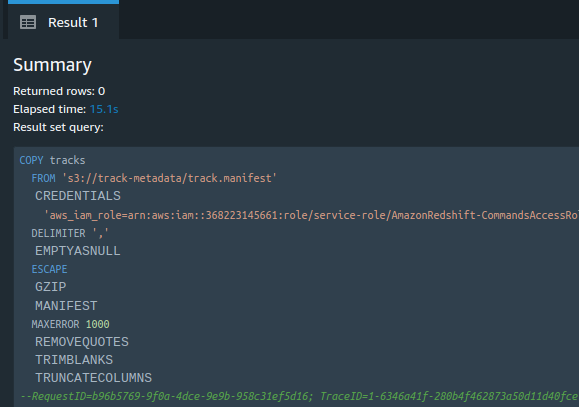 Result 1
Summary
Returned rows: 0
Elapsed time: 15.1s
Result set query:
COPY tracks
FROM 's3://track-metadata/track.manifest'
CREDENTIALS
'aws_iam_role=arn:aws:iam::368223145661:role/service-role/AmazonRedshift-CommandsAccessRo
DELIMITER ','
EMPTYASNULL
ESCAPE
GZIP
MANIFEST
MAXERROR 1000
REMOVEQUOTES
TRIMBLANKS
TRUNCATECOLUMNS
--RequestID=b96b5769-9f0a-4dce-9e9b-958c31ef5d16; TraceID=1-6346a41f-280b4f462873a50d11d40fce